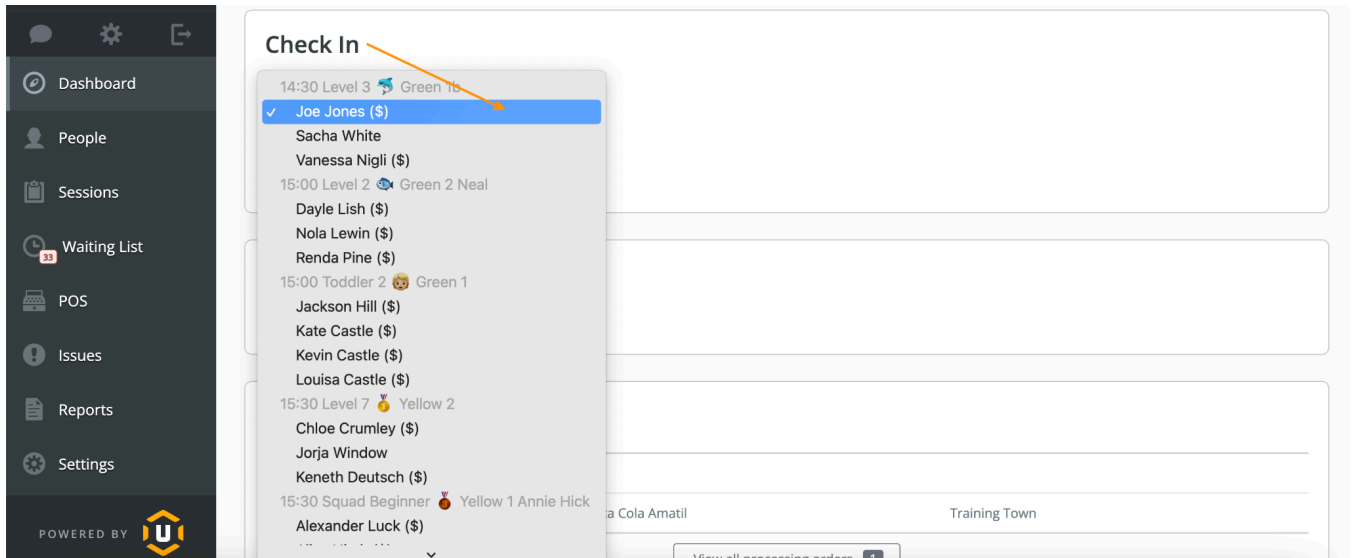 Dashboard
People
Sessions
33
Waiting List
POS
Issues
Reports
Settings
POWERED BY
Check In
14:30 Level 3 🐬 Green 1b
✓ Joe Jones ($)
Sacha White
Vanessa Nigli ($)
15:00 Level 2 🐟 Green 2 Neal
Dayle Lish ($)
Nola Lewin ($)
Renda Pine ($)
15:00 Toddler 2 👶🏼 Green 1
Jackson Hill ($)
Kate Castle ($)
Kevin Castle ($)
Louisa Castle ($)
15:30 Level 7 🥇 Yellow 2
Chloe Crumley ($)
Jorja Window
Keneth Deutsch ($)
15:30 Squad Beginner 🥉 Yellow 1 Annie Hick
Alexander Luck ($)
a Cola Amatil
Training Town
View all processing orders 1